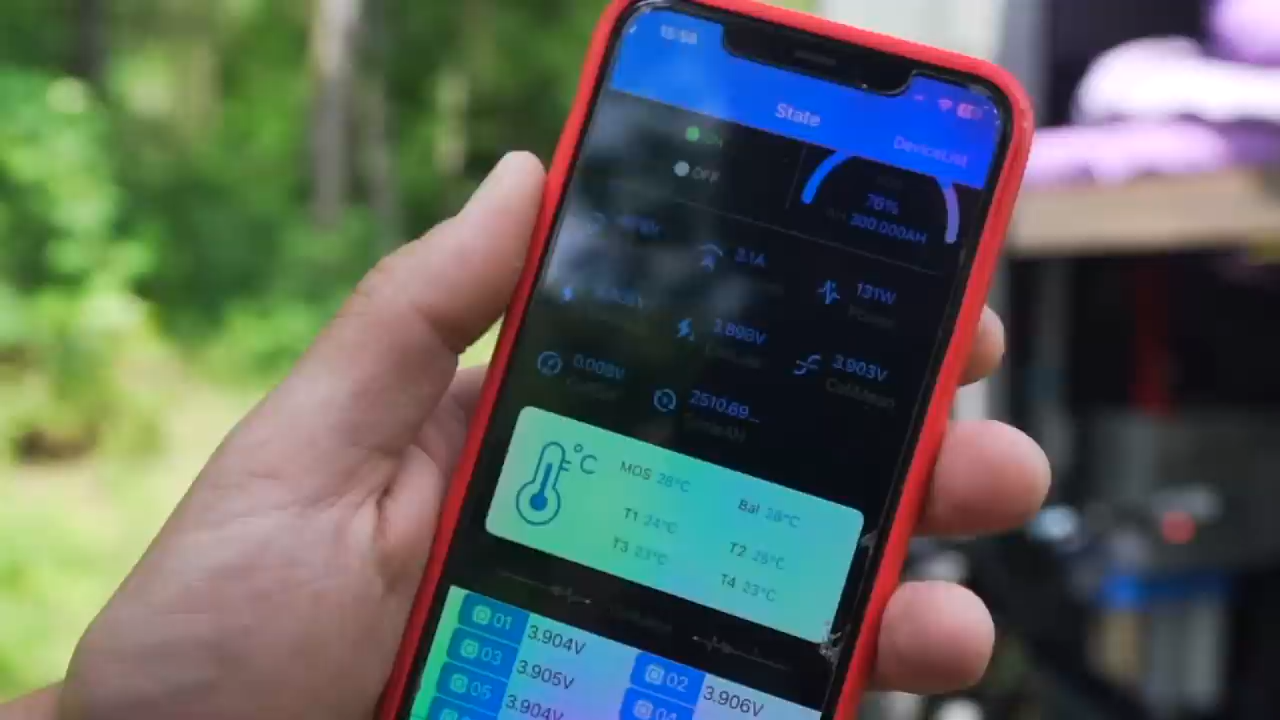 State
DeviceList
OFF
76%
300.000AH
3.1A
131W
3.898V
3.903V
0.008V
2510.69...
°C
MOS 28°C
Bal 28°C
T1 24°C
T2 25°C
T3 23°C
T4 23°C
01 3.904V
02 3.906V
03 3.905V
04
05 3.904V